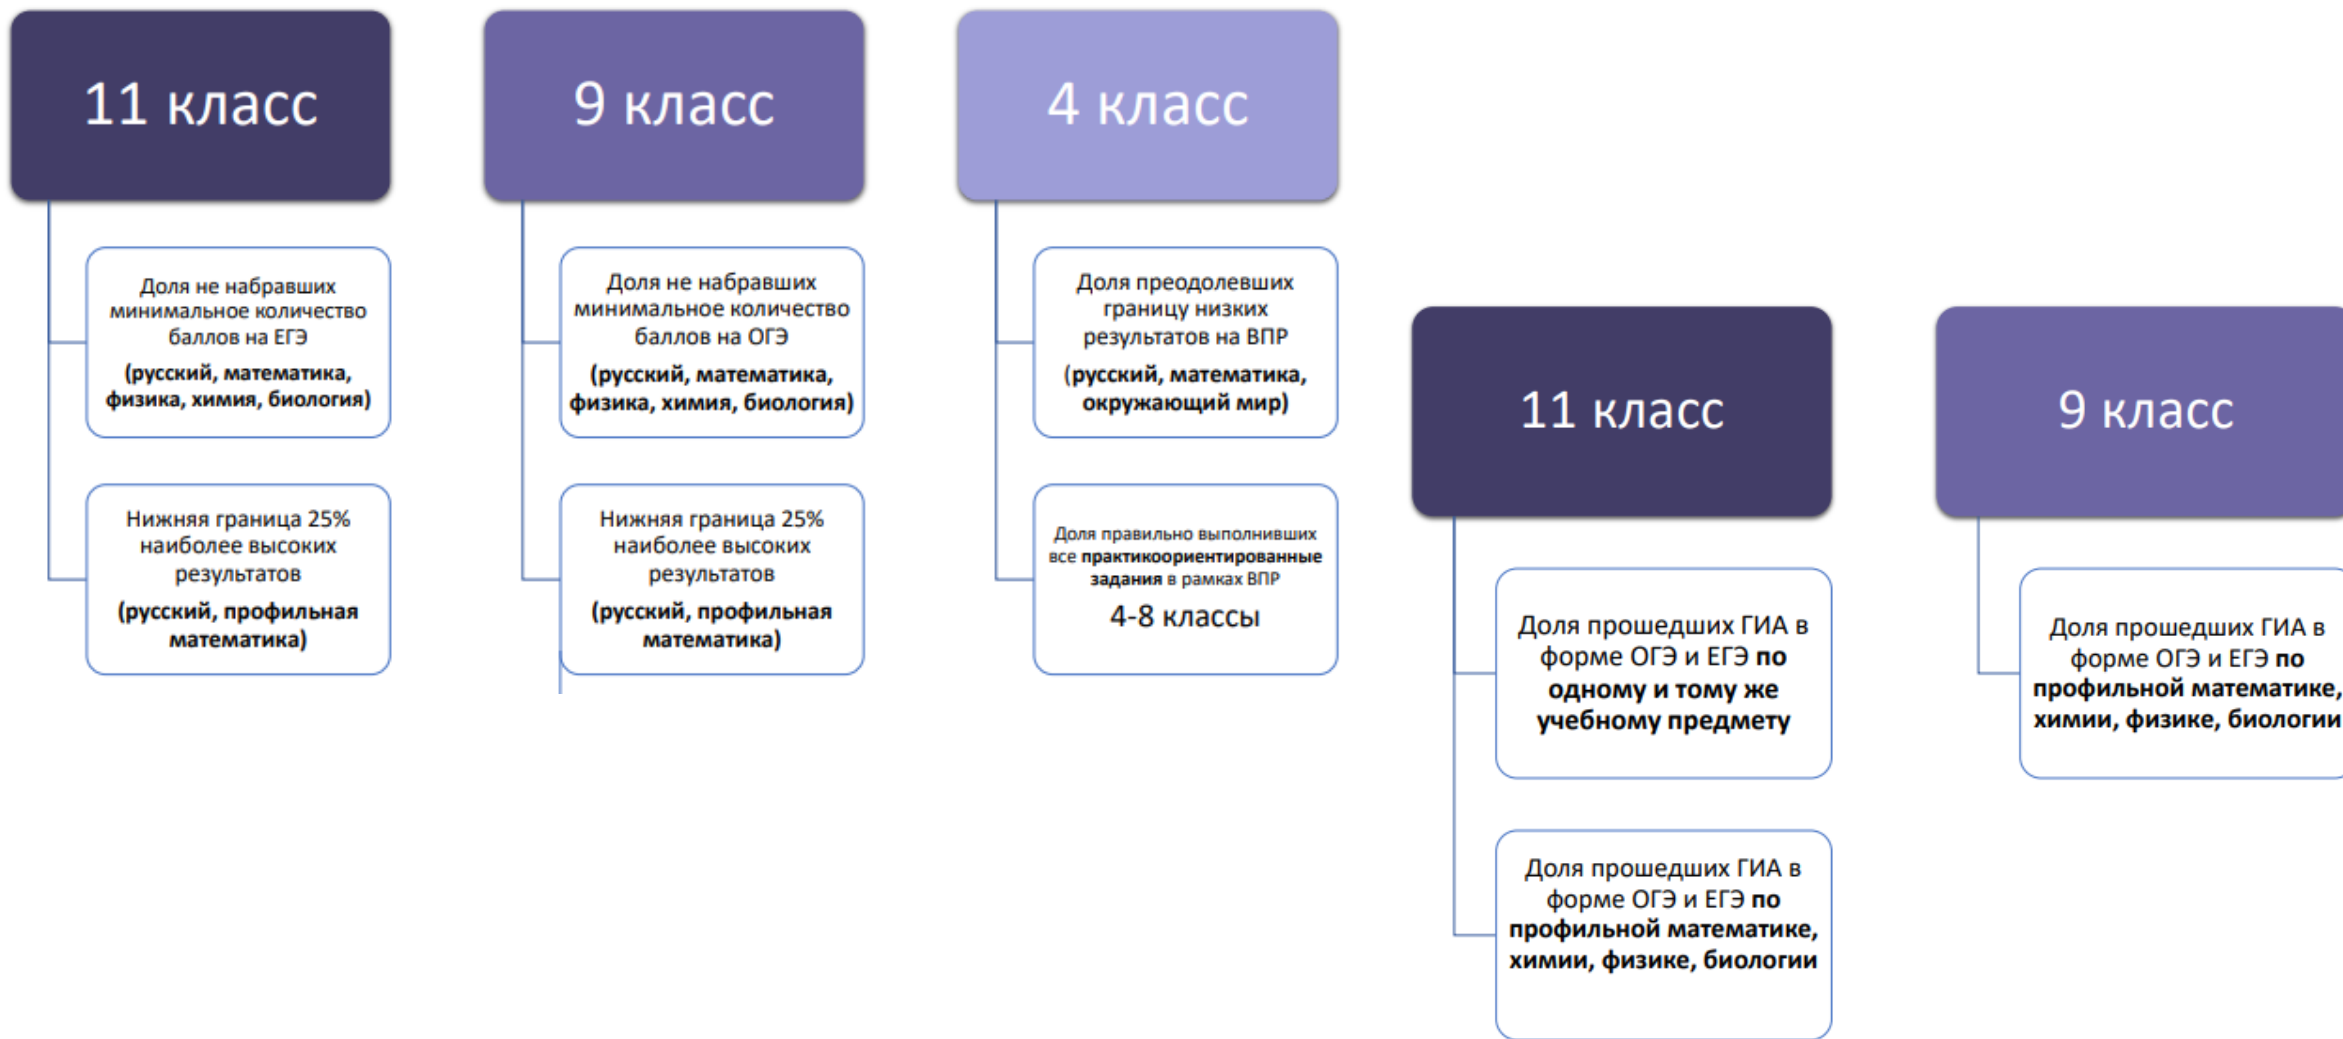 11 класс
Доля не набравших
минимальное количество
баллов на ЕГЭ
(русский, математика,
физика, химия, биология)
Нижняя граница 25%
наиболее высоких
результатов
(русский, профильная
математика)
9 класс
Доля не набравших
минимальное количество
баллов на ОГЭ
(русский, математика,
физика, химия, биология)
Нижняя граница 25%
наиболее высоких
результатов
(русский, профильная
математика)
4 класс
Доля преодолевших
границу низких
результатов на ВПР
(русский, математика,
окружающий мир)
Доля правильно выполнивших
все практикоориентированные
задания в рамках ВПР
4-8 классы
11 класс
Доля прошедших ГИА в
форме ОГЭ и ЕГЭ по
одному и тому же
учебному предмету
Доля прошедших ГИА в
форме ОГЭ и ЕГЭ по
профильной математике,
химии, физике, биологии
9 класс
Доля прошедших ГИА в
форме ОГЭ и ЕГЭ по
профильной математике,
химии, физике, биологии